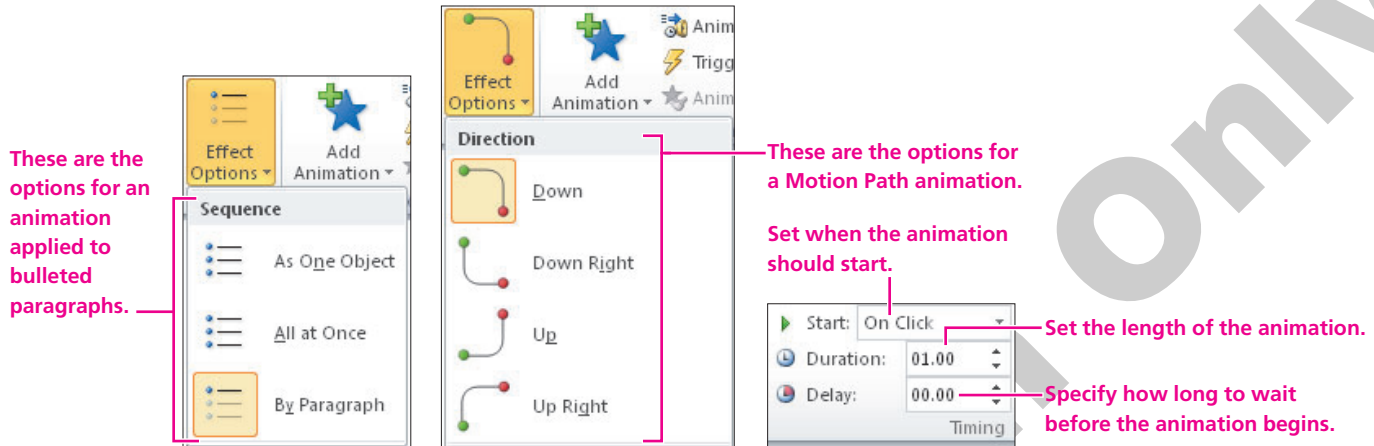 These are the
options for an
animation
applied to
bulleted
paragraphs.
Effect
Options
Add
Animation
Sequence
As One Object
All at Once
By Paragraph
Effect
Options
Add
Animation
Anim
Trigg
Anim
Direction
Down
Down Right
Up
Up Right
These are the options for
a Motion Path animation.
Set when the animation
should start.
Start: On Click
Duration: 01.00
Delay: 00.00
Timing
Set the length of the animation.
Specify how long to wait
before the animation begins.
only